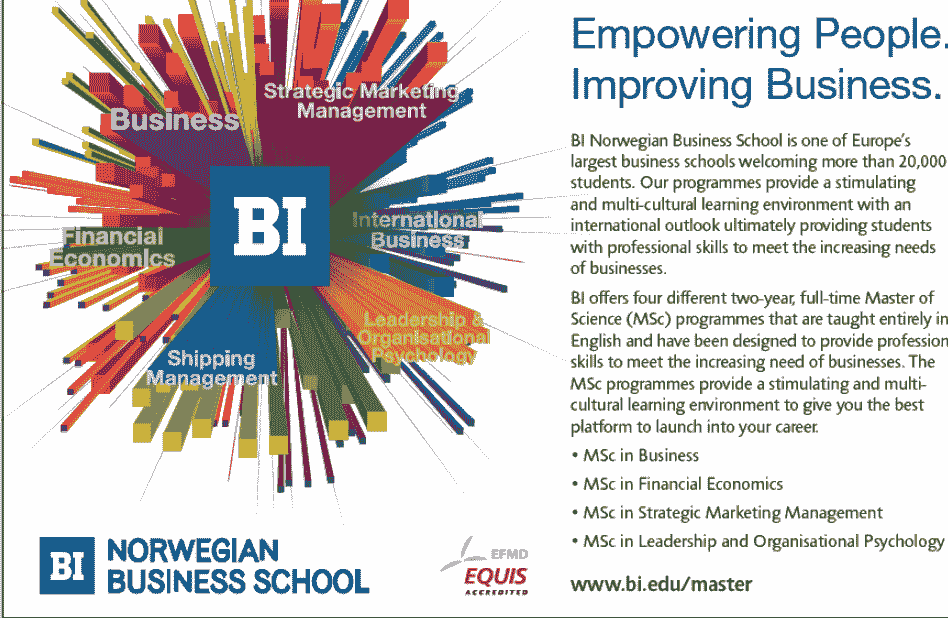 Strategic Marketing
Management
Business
BI
International
Business
Financial
Economics
Leadership &
Organisational
Psychology
Shipping
Management
BI NORWEGIAN
BUSINESS SCHOOL
EFMD
EQUIS
ACCREDITED
Empowering People.
Improving Business.
BI Norwegian Business School is one of Europe's
largest business schools welcoming more than 20,000
students. Our programmes provide a stimulating
and multi-cultural learning environment with an
international outlook ultimately providing students
with professional skills to meet the increasing needs
of businesses.
BI offers four different two-year, full-time Master of
Science (MSc) programmes that are taught entirely in
English and have been designed to provide profession
skills to meet the increasing need of businesses. The
MSc programmes provide a stimulating and multi-
cultural learning environment to give you the best
platform to launch into your career.
• MSc in Business
• MSc in Financial Economics
• MSc in Strategic Marketing Management
• MSc in Leadership and Organisational Psychology
www.bi.edu/master